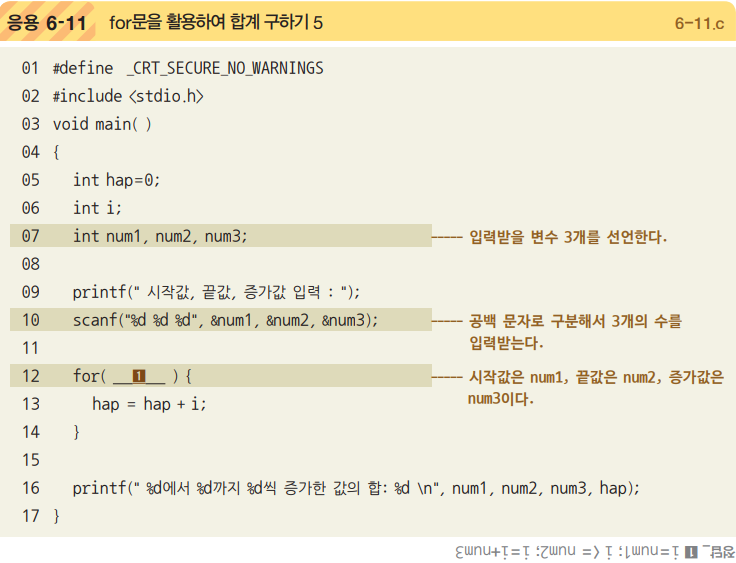 응용 6-11 for문을 활용하여 합계 구하기 5 6-11.c
01 #define _CRT_SECURE_NO_WARNINGS
02 #include <stdio.h>
03 void main( )
04 {
05 int hap=0;
06 int i;
07 int num1, num2, num3; 입력받을 변수 3개를 선언한다.
08
09 printf(" 시작값, 끝값, 증가값 입력 : ");
10 scanf("%d %d %d", &num1, &num2, &num3); 공백 문자로 구분해서 3개의 수를
입력받는다.
11
12 for( __1__ ) { 시작값은 num1, 끝값은 num2, 증가값은
num3이다.
13 hap = hap + i;
14 }
15
16 printf(" %d에서 %d까지 %d씩 증가한 값의 합: %d \n", num1, num2, num3, hap);
17 }
정답_ 1 i=num1; i <= num2; i=i+num3